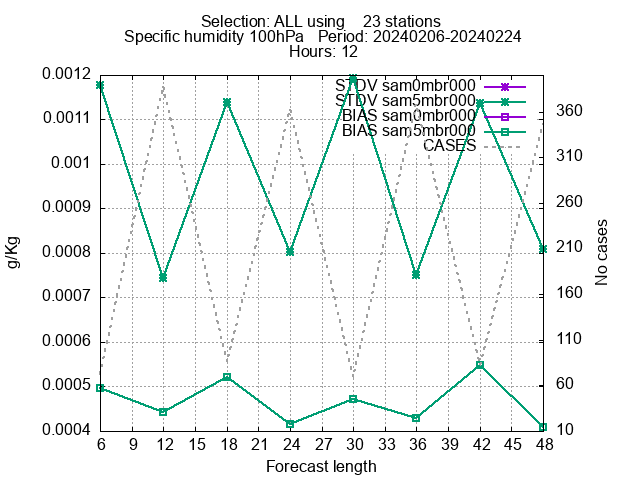 Selection: ALL using 23 stations
Specific humidity 100hPa Period: 20240206-20240224
Hours: 12
STDV sam0mbr000
STDV sam5mbr000
BIAS sam0mbr000
BIAS sam5mbr000
CASES
0.0012
0.0011
0.001
0.0009
0.0008
0.0007
0.0006
0.0005
0.0004
g/Kg
360
310
260
210
160
110
60
10
No cases
6 9 12 15 18 21 24 27 30 33 36 39 42 45 48
Forecast length